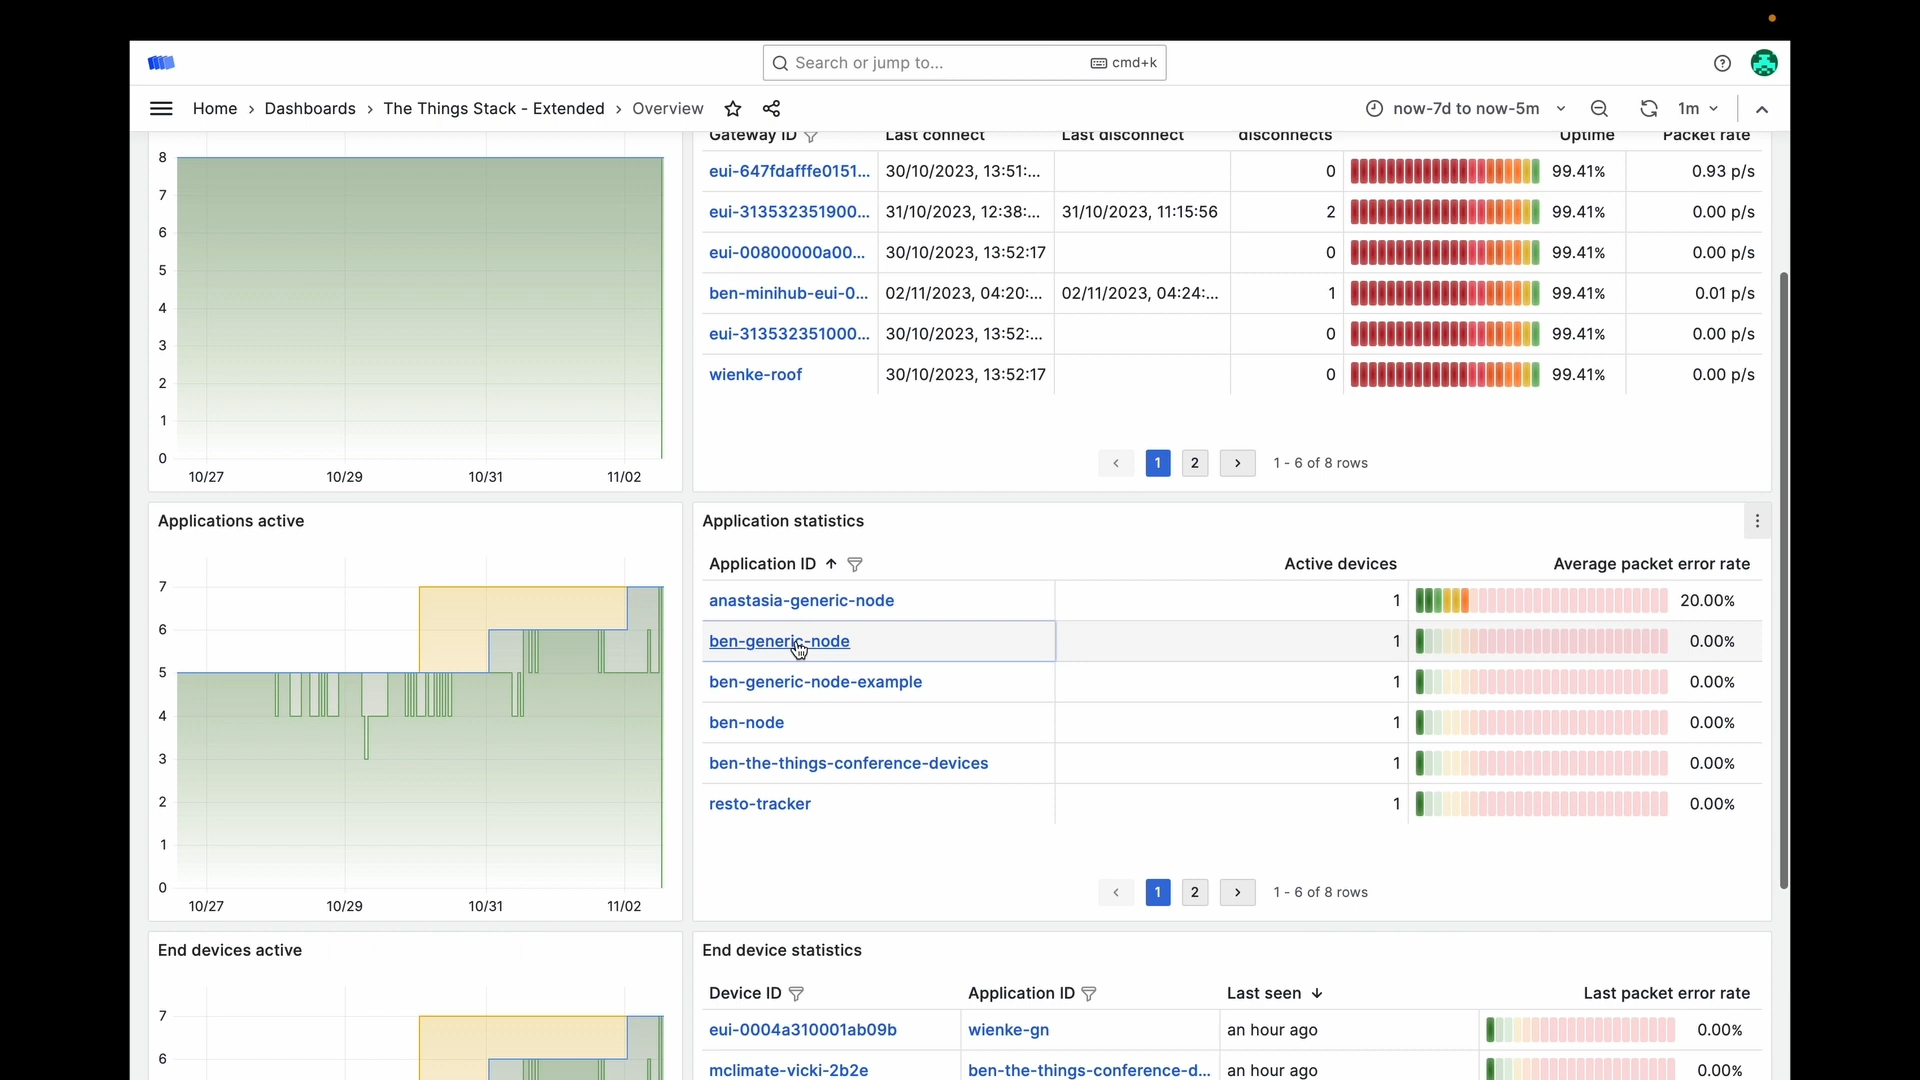 Search or jump to...
cmd+k
Home › Dashboards › The Things Stack - Extended › Overview
now-7d to now-5m
1m
8
7
6
5
4
3
2
1
0
10/27 10/29 10/31 11/02
Gateway ID Last connect Last disconnect disconnects Uptime Packet rate
eui-647fdafffe0151... 30/10/2023, 13:51:... 0 99.41% 0.93 p/s
eui-313532351900... 31/10/2023, 12:38:... 31/10/2023, 11:15:56 2 99.41% 0.00 p/s
eui-00800000a00... 30/10/2023, 13:52:17 0 99.41% 0.00 p/s
ben-minihub-eui-0... 02/11/2023, 04:20:... 02/11/2023, 04:24:... 1 99.41% 0.01 p/s
eui-313532351000... 30/10/2023, 13:52:... 0 99.41% 0.00 p/s
wienke-roof 30/10/2023, 13:52:17 0 99.41% 0.00 p/s
1 2 1 - 6 of 8 rows
Applications active
7
6
5
4
3
2
1
0
10/27 10/29 10/31 11/02
Application statistics
Application ID Active devices Average packet error rate
anastasia-generic-node 1 20.00%
ben-generic-node 1 0.00%
ben-generic-node-example 1 0.00%
ben-node 1 0.00%
ben-the-things-conference-devices 1 0.00%
resto-tracker 1 0.00%
1 2 1 - 6 of 8 rows
End devices active
7
6
End device statistics
Device ID Application ID Last seen Last packet error rate
eui-0004a310001ab09b wienke-gn an hour ago 0.00%
mclimate-vicki-2b2e ben-the-things-conference-d... an hour ago 0.00%